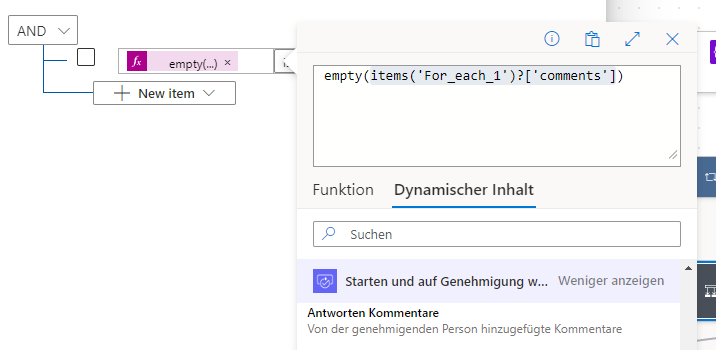 AND
fx empty(...) ×
New item
empty(items('For_each_1')?['comments'])
Funktion Dynamischer Inhalt
Suchen
Starten und auf Genehmigung w... Weniger anzeigen
Antworten Kommentare
Von der genehmigenden Person hinzugefügte Kommentare